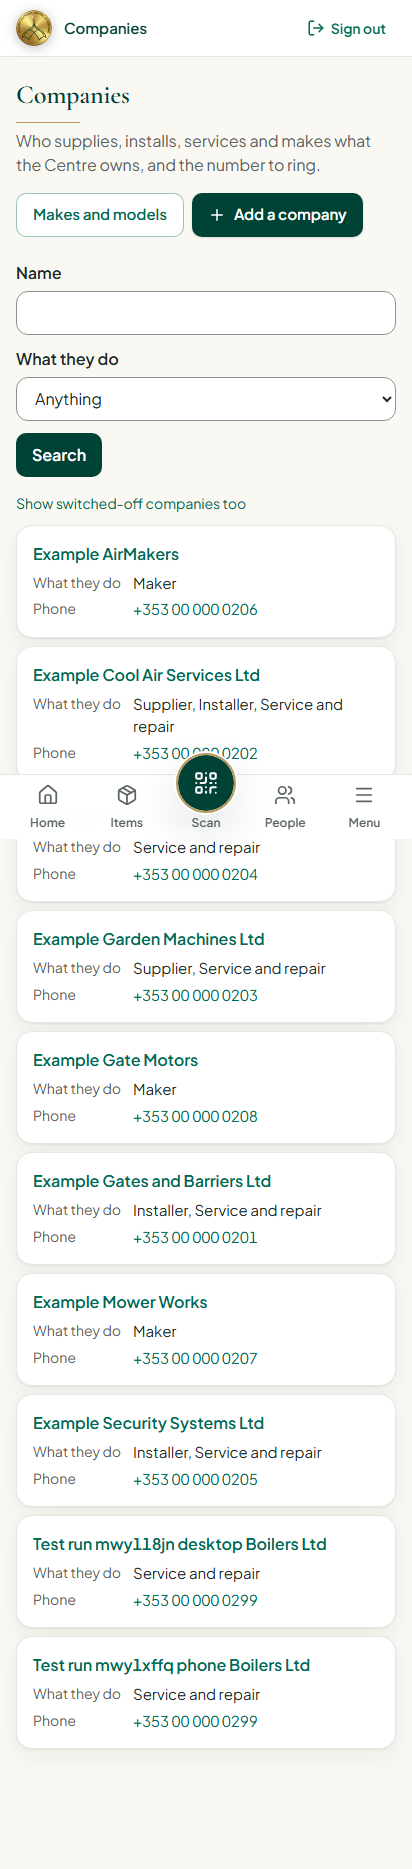 Companies
Sign out
Companies
Who supplies, installs, services and makes what
the Centre owns, and the number to ring.
Makes and models
+ Add a company
Name
What they do
Anything
Search
Show switched-off companies too
Example AirMakers
What they do Maker
Phone +353 00 000 0206
Example Cool Air Services Ltd
What they do Supplier, Installer, Service and
repair
Phone +353 00 000 0202
Home Items Scan People Menu
What they do Service and repair
Phone +353 00 000 0204
Example Garden Machines Ltd
What they do Supplier, Service and repair
Phone +353 00 000 0203
Example Gate Motors
What they do Maker
Phone +353 00 000 0208
Example Gates and Barriers Ltd
What they do Installer, Service and repair
Phone +353 00 000 0201
Example Mower Works
What they do Maker
Phone +353 00 000 0207
Example Security Systems Ltd
What they do Installer, Service and repair
Phone +353 00 000 0205
Test run mwy118jn desktop Boilers Ltd
What they do Service and repair
Phone +353 00 000 0299
Test run mwy1xffq phone Boilers Ltd
What they do Service and repair
Phone +353 00 000 0299